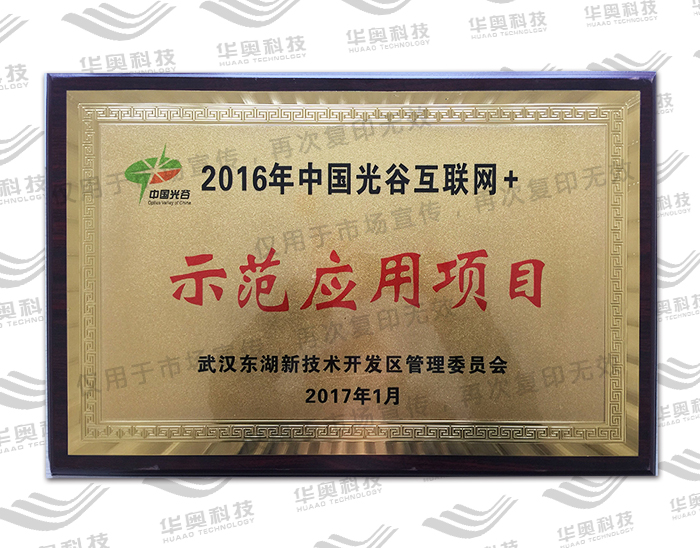 中国光谷
Optics Valley of China
2016年中国光谷互联网+
示范应用项目
武汉东湖新技术开发区管理委员会
2017年1月
仅用于市场宣传，再次复印无效
仅用于市场宣传，再次复印无效
仅用于市场宣传，再次复印无效
华奥科技
HUAAO TECHNOLOGY